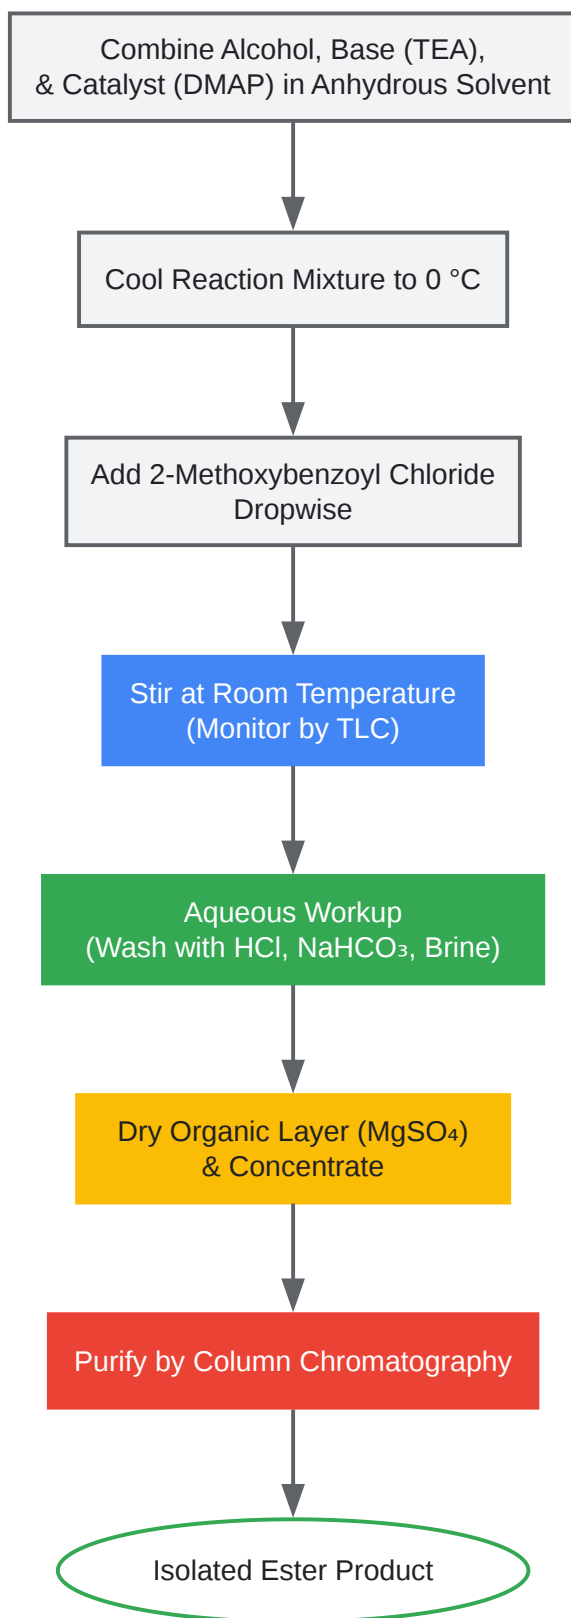 Combine Alcohol, Base (TEA),
& Catalyst (DMAP) in Anhydrous Solvent
Cool Reaction Mixture to 0 °C
Add 2-Methoxybenzoyl Chloride
Dropwise
Stir at Room Temperature
(Monitor by TLC)
Aqueous Workup
(Wash with HCl, NaHCO₃, Brine)
Dry Organic Layer (MgSO₄)
& Concentrate
Purify by Column Chromatography
Isolated Ester Product